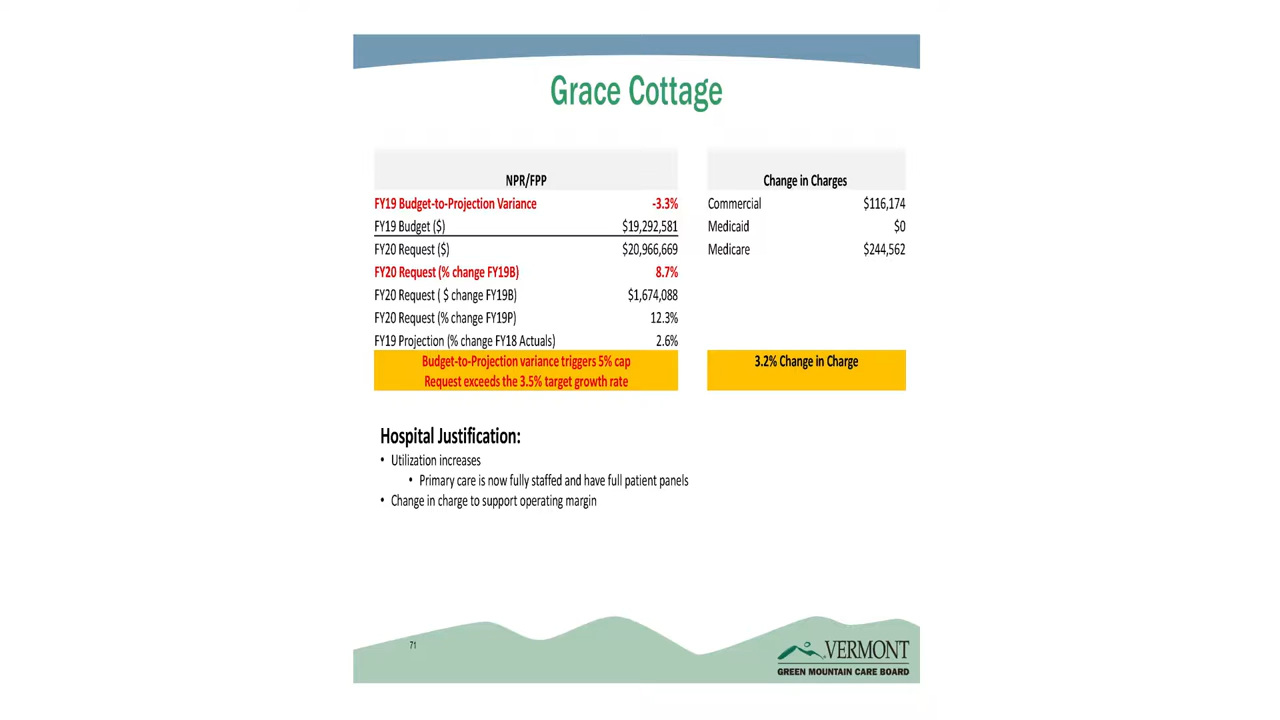 Grace Cottage
NPR/FPP
FY19 Budget-to-Projection Variance -3.3%
FY19 Budget ($) $19,292,581
FY20 Request ($) $20,966,669
FY20 Request (% change FY19B) 8.7%
FY20 Request ( $ change FY19B) $1,674,088
FY20 Request (% change FY19P) 12.3%
FY19 Projection (% change FY18 Actuals) 2.6%
Budget-to-Projection variance triggers 5% cap
Request exceeds the 3.5% target growth rate
Change in Charges
Commercial $116,174
Medicaid $0
Medicare $244,562
3.2% Change in Charge
Hospital Justification:
• Utilization increases
• Primary care is now fully staffed and have full patient panels
• Change in charge to support operating margin
71
VERMONT
GREEN MOUNTAIN CARE BOARD